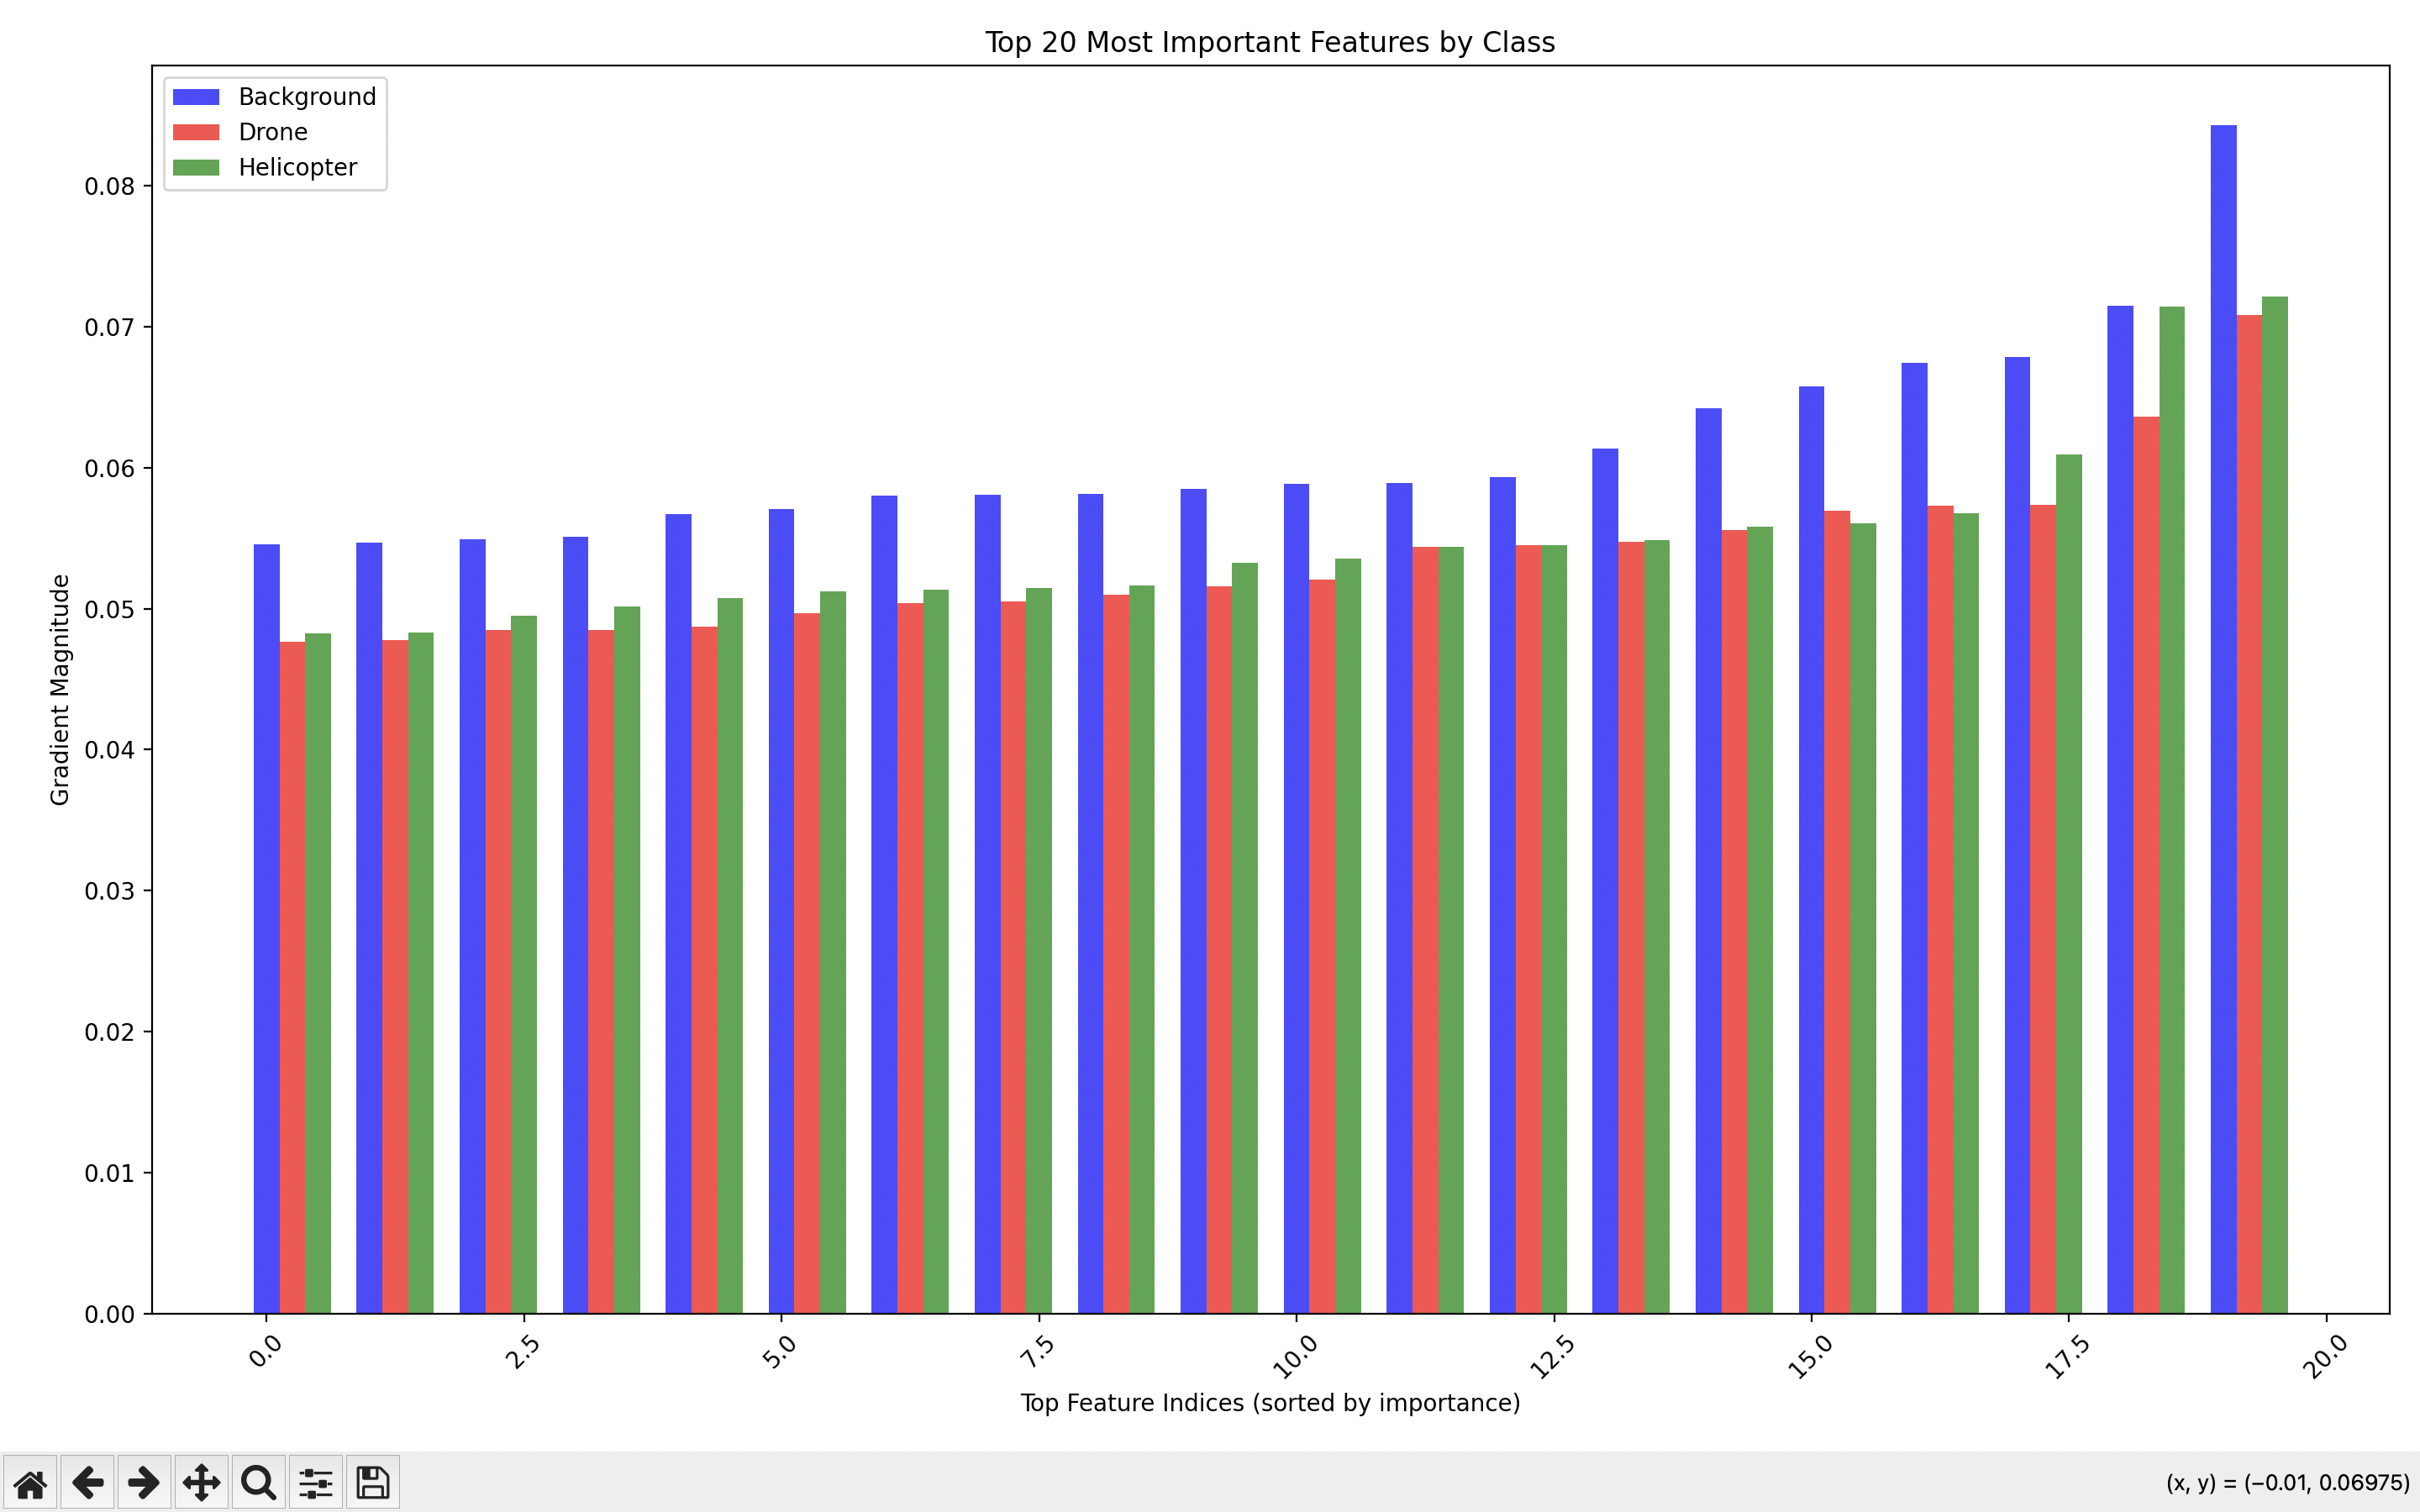 Top 20 Most Important Features by Class
Background
Drone
Helicopter
0.08
0.07
0.06
0.05
0.04
0.03
0.02
0.01
0.00
Gradient Magnitude
0.0
2.5
5.0
7.5
10.0
12.5
15.0
17.5
20.0
Top Feature Indices (sorted by importance)
(x, y) = (−0.01, 0.06975)